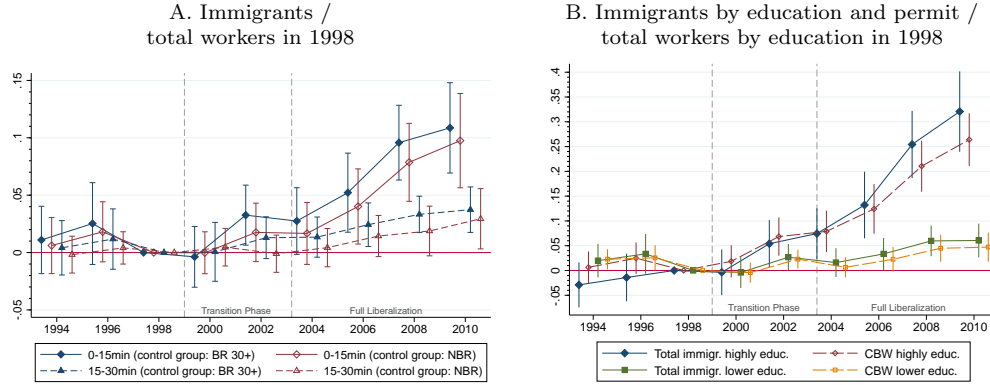 A. Immigrants /
total workers in 1998
.15
.1
.05
0
-.05
Transition Phase
Full Liberalization
1994 1996 1998 2000 2002 2004 2006 2008 2010
0-15min (control group: BR 30+) 0-15min (control group: NBR)
15-30min (control group: BR 30+) 15-30min (control group: NBR)
B. Immigrants by education and permit /
total workers by education in 1998
.4
.35
.3
.25
.2
.15
.1
.05
0
-.05
Transition Phase
Full Liberalization
1994 1996 1998 2000 2002 2004 2006 2008 2010
Total immigr. highly educ. CBW highly educ.
Total immigr. lower educ. CBW lower educ.